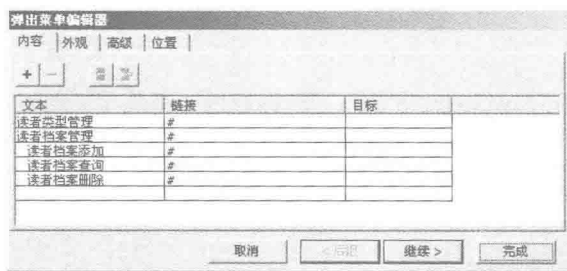 弹出菜单编辑器
内容 外观 高级 位置
+ -
文本 链接 目标
读者类型管理 #
读者档案管理 #
读者档案添加 #
读者档案查询 #
读者档案删除 #
取消 <后退 继续> 完成